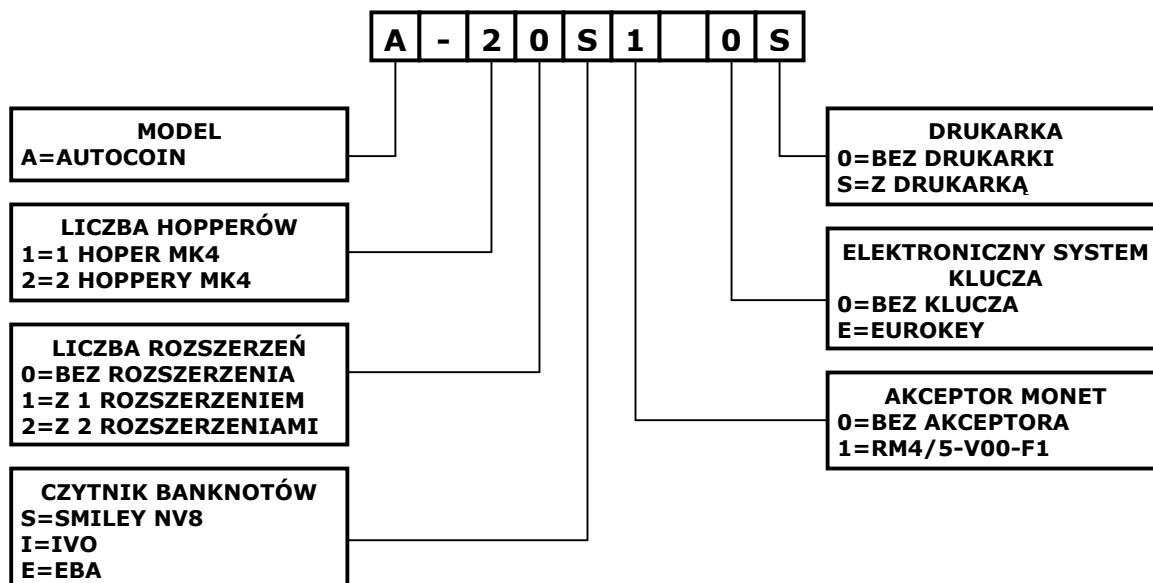 A - 2 0 S 1 0 S
MODEL
A=AUTOCOIN
LICZBA HOPPERÓW
1=1 HOPER MK4
2=2 HOPPERY MK4
LICZBA ROZSZERZEŃ
0=BEZ ROZSZERZENIA
1=Z 1 ROZSZERZENIEM
2=Z 2 ROZSZERZENIAMI
CZYTNIK BANKNOTÓW
S=SMILEY NV8
I=IVO
E=EBA
DRUKARKA
0=BEZ DRUKARKI
S=Z DRUKARKĄ
ELEKTRONICZNY SYSTEM
KLUCZA
0=BEZ KLUCZA
E=EUROKEY
AKCEPTOR MONET
0=BEZ AKCEPTORA
1=RM4/5-V00-F1